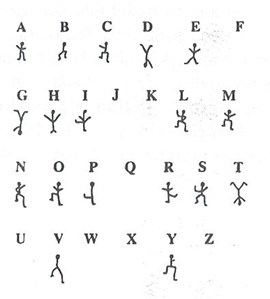 A B C D E F
G H I J K L M
N O P Q R S T
U V W X Y Z